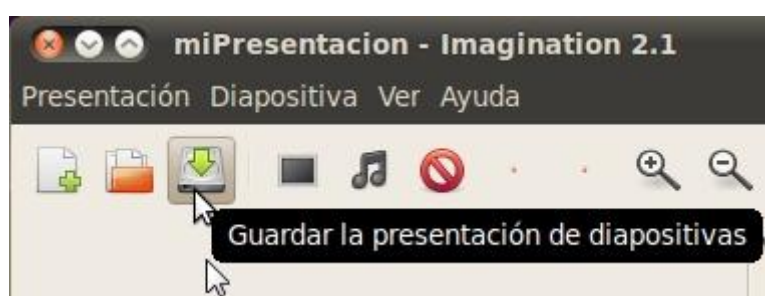 miPresentacion - Imagination 2.1
Presentación Diapositiva Ver Ayuda
Guardar la presentación de diapositivas